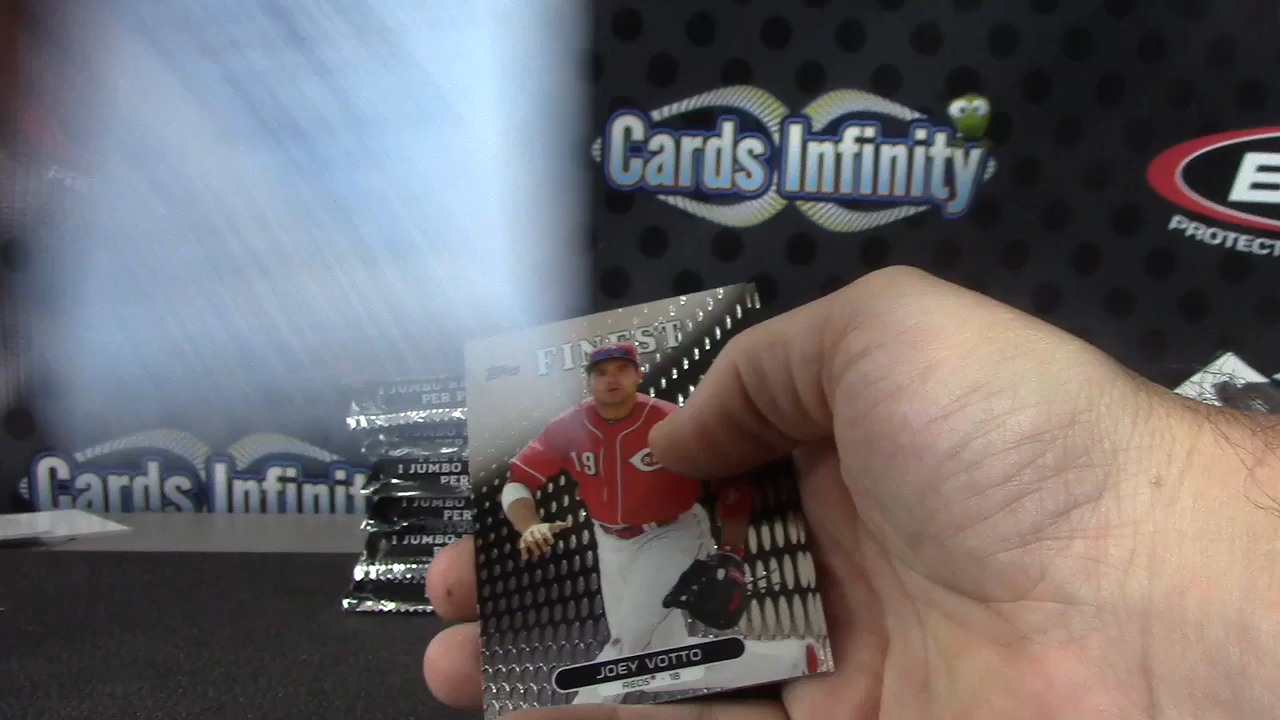 Cards Infinity
PROTECT
Topps
FINEST
1 JUMBO
PER P
1 JUMBO
PER
1 JUMBO
PER
1 JUMBO
Cards Infinit
19
JOEY VOTTO
REDS® - 1B